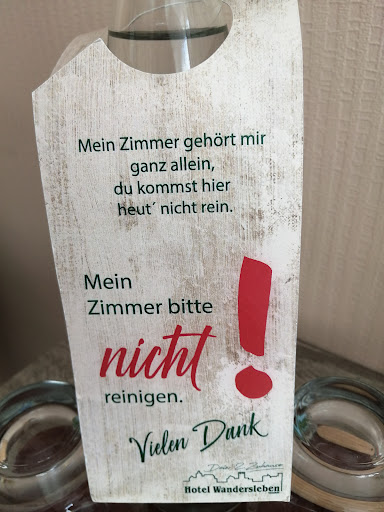 Mein Zimmer gehört mir
ganz allein,
du kommst hier
heut´ nicht rein.
Mein
Zimmer bitte
nicht !
reinigen.
Vielen Dank
Hotel Wandersleben